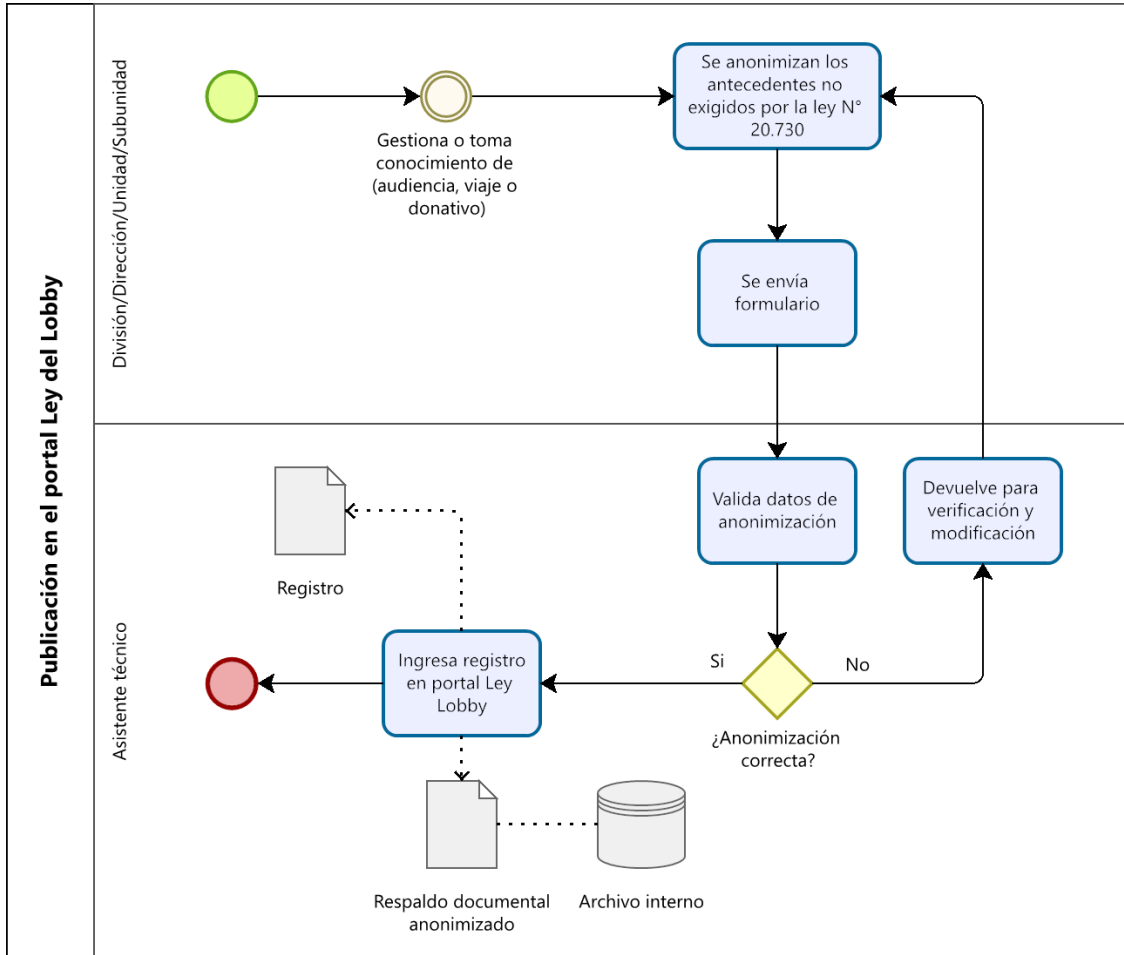 Publicación en el portal Ley del Lobby
División/Dirección/Unidad/Subunidad
Gestiona o toma
conocimiento de
(audiencia, viaje o
donativo)
Se anonimizan los
antecedentes no
exigidos por la ley N°
20.730
Se envía
formulario
Asistente técnico
Valida datos de
anonimización
Devuelve para
verificación y
modificación
Registro
Ingresa registro
en portal Ley
Lobby
Si
No
¿Anonimización
correcta?
Respaldo documental
anonimizado
Archivo interno